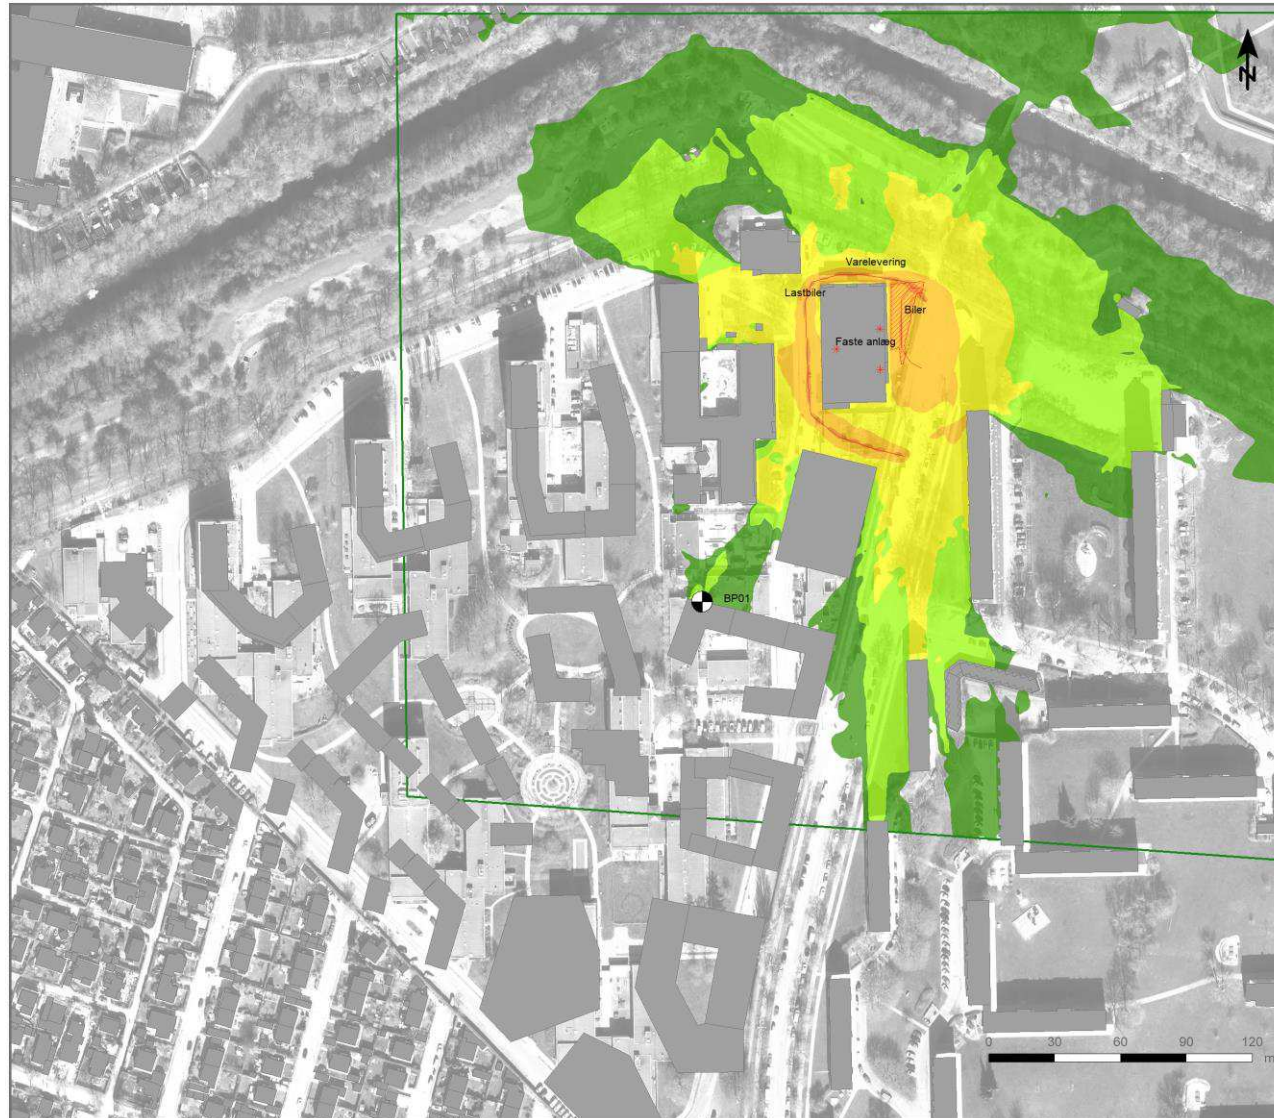 N
Varelevering
Lastbiler
Biler
Faste anlæg
BP01
0 30 60 90 120
m